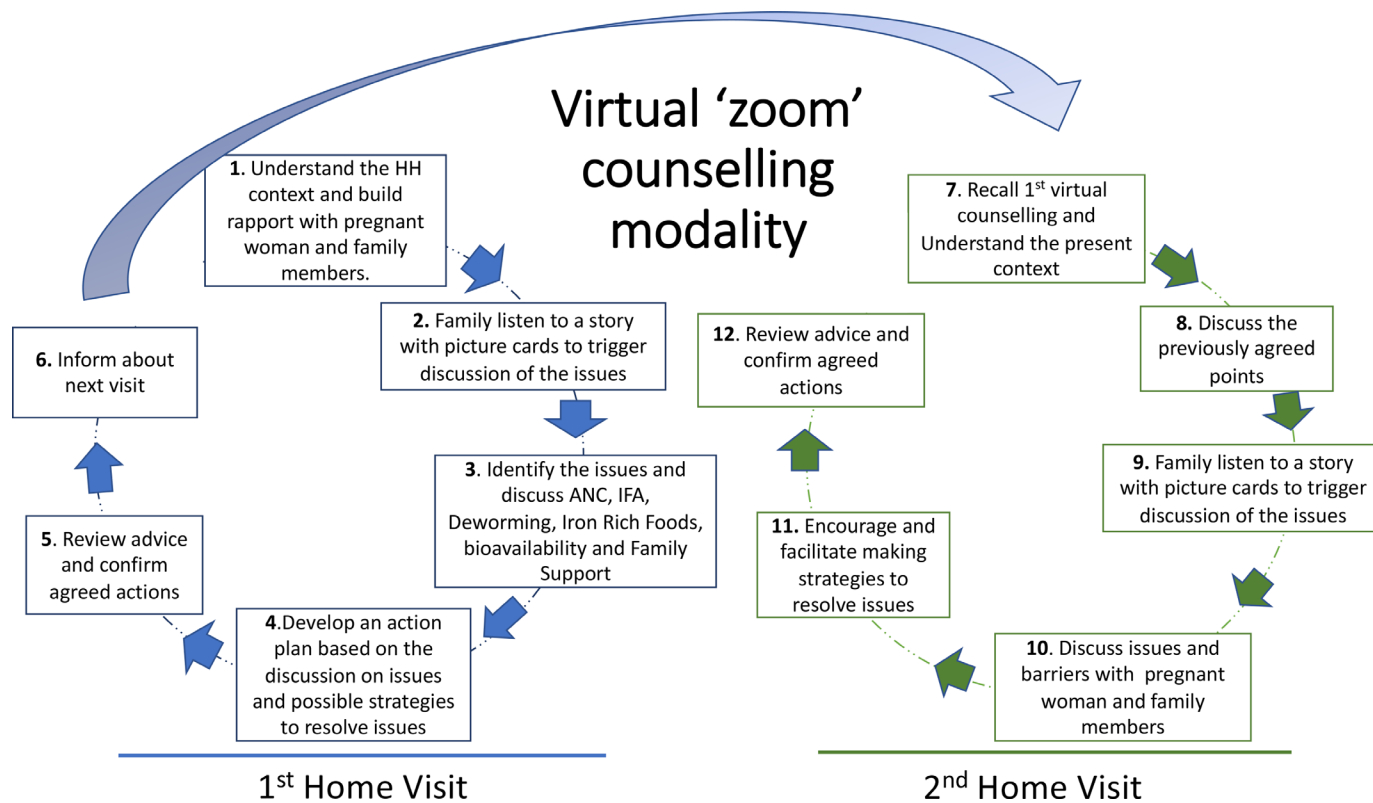 Virtual ‘zoom’
counselling
modality
1. Understand the HH
context and build
rapport with pregnant
woman and family
members.
2. Family listen to a story
with picture cards to trigger
discussion of the issues
3. Identify the issues and
discuss ANC, IFA,
Deworming, Iron Rich Foods,
bioavailability and Family
Support
4.Develop an action
plan based on the
discussion on issues
and possible strategies
to resolve issues
5. Review advice
and confirm
agreed actions
6. Inform about
next visit
1st Home Visit
7. Recall 1st virtual
counselling and
Understand the present
context
8. Discuss the
previously agreed
points
9. Family listen to a story
with picture cards to trigger
discussion of the issues
10. Discuss issues and
barriers with pregnant
woman and family
members
11. Encourage and
facilitate making
strategies to
resolve issues
12. Review advice and
confirm agreed
actions
2nd Home Visit